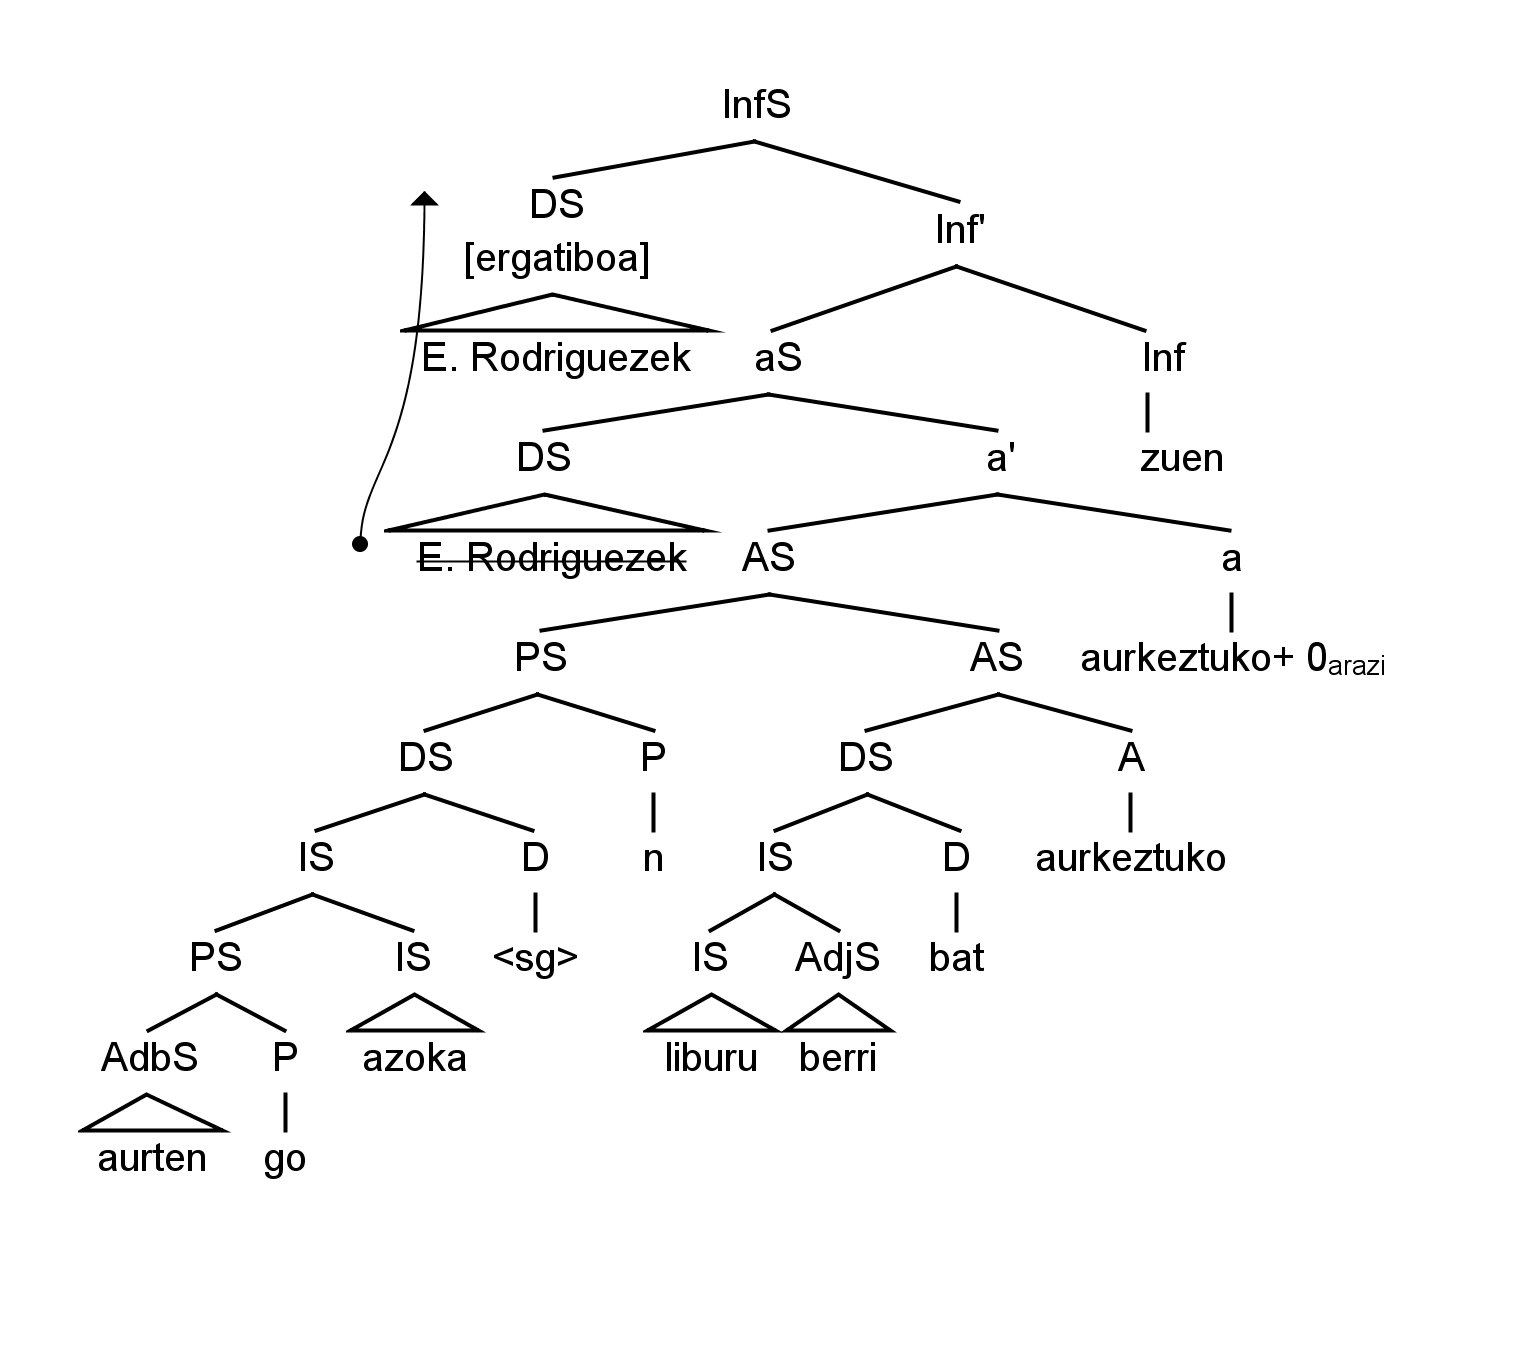 InfS
DS
Inf'
[ergatiboa]
E. Rodriguezek aS Inf
DS a' zuen
E. Rodriguezek AS a
PS AS aurkeztuko+ 0arazi
DS P DS A
IS D n IS D aurkeztuko
PS IS <sg> IS AdjS bat
AdbS P azoka liburu berri
aurten go